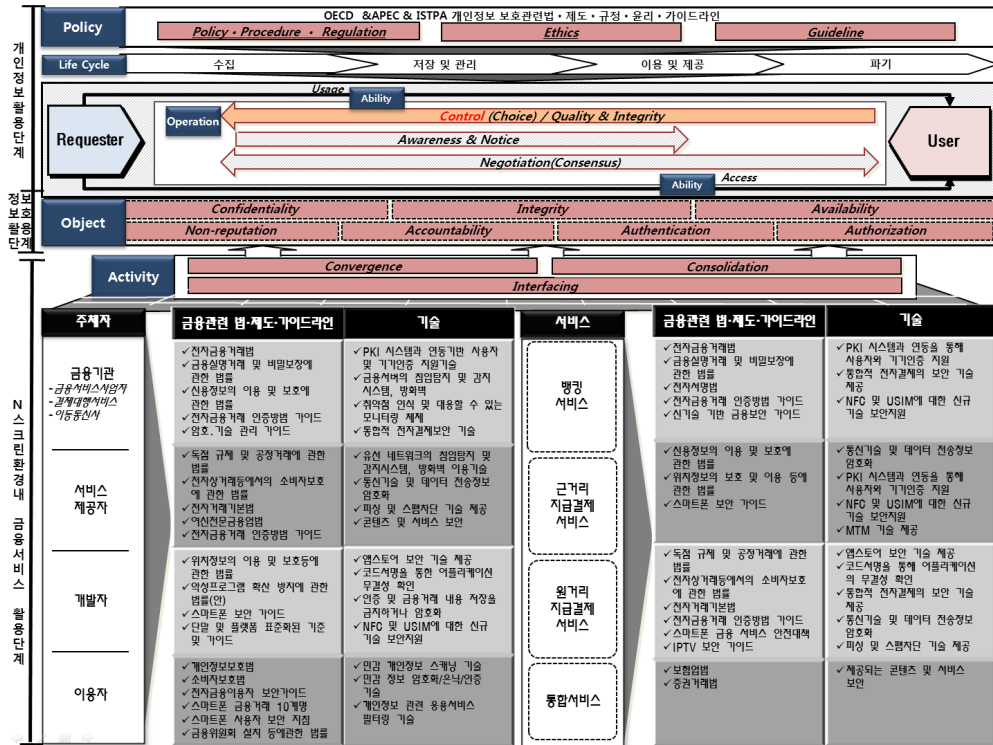 OECD &APEC & ISTPA 개인정보 보호관련법·제도·규정·윤리·가이드라인
Policy
Policy · Procedure · Regulation
Ethics
Guideline
개인정보활용단계
Life Cycle
수집
저장 및 관리
이용 및 제공
파기
Usage
Ability
Operation
Control (Choice) / Quality & Integrity
Requester
Awareness & Notice
User
Negotiation(Consensus)
Ability
Access
정보보호활용단계
Object
Confidentiality
Integrity
Availability
Non-reputation
Accountability
Authentication
Authorization
Activity
Convergence
Consolidation
Interfacing
N스크린환경내 금융서비스 활용단계
주체자
금융관련 법·제도·가이드라인
기술
서비스
금융관련 법·제도·가이드라인
기술
금융기관
-금융서비스사업자
-결제대행서비스
-이동통신사
✓전자금융거래법
✓금융실명거래 및 비밀보장에
관한 법률
✓신용정보의 이용 및 보호에
관한 법률
✓전자금융거래 인증방법 가이드
✓암호.기술 관리 가이드
✓PKI 시스템과 연동기반 사용자
및 기기인증 지원기술
✓금융서버의 침입탐지 및 감지
시스템, 방화벽
✓취약점 인식 및 대응할 수 있는
모니터링 체제
✓통합적 전자결제보안 기술
뱅킹
서비스
✓전자금융거래법
✓금융실명거래 및 비밀보장에
관한 법률
✓전자서명법
✓전자금융거래 인증방법 가이드
✓신기술 기반 금융보안 가이드
✓PKI 시스템과 연동을 통해
사용자와 기기인증 지원
✓통합적 전자결제의 보안 기술
제공
✓NFC 및 USIM에 대한 신규
기술 보안지원
서비스
제공자
✓독점 규제 및 공정거래에 관한
법률
✓전자상거래등에서의 소비자보호
에 관한 법률
✓전자거래기본법
✓여신전문금융업법
✓전자금융거래 인증방법 가이드
✓유선 네트워크의 침입탐지 및
감지시스템, 방화벽 이용기술
✓통신기술 및 데이터 전송정보
암호화
✓피싱 및 스팸차단 기술 제공
✓콘텐츠 및 서비스 보안
근거리
지급결제
서비스
✓신용정보의 이용 및 보호에
관한 법률
✓위치정보의 보호 및 이용 등에
관한 법률
✓스마트폰 보안 가이드
✓통신기술 및 데이터 전송정보
암호화
✓PKI 시스템과 연동을 통해
사용자와 기기인증 지원
✓NFC 및 USIM에 대한 신규
기술 보안지원
✓MTM 기술 제공
개발자
✓위치정보의 이용 및 보호등에
관한 법률
✓악성프로그램 확산 방지에 관한
법률(안)
✓스마트폰 보안 가이드
✓단말 및 플랫폼 표준화된 기준
및 가이드
✓앱스토어 보안 기술 제공
✓코드서명을 통한 어플리케이션
무결성 확인
✓인증 및 금융거래 내용 저장을
금지하거나 암호화
✓NFC 및 USIM에 대한 신규
기술 보안지원
원거리
지급결제
서비스
✓독점 규제 및 공정거래에 관한
법률
✓전자상거래등에서의 소비자보호
에 관한 법률
✓전자거래기본법
✓전자금융거래 인증방법 가이드
✓스마트폰 금융 서비스 안전대책
✓IPTV 보안 가이드
✓앱스토어 보안 기술 제공
✓코드서명을 통해 어플리케이션
의 무결성 확인
✓통합적 전자결제의 보안 기술
제공
✓통신기술 및 데이터 전송정보
암호화
✓피싱 및 스팸차단 기술 제공
이용자
✓개인정보보호법
✓소비자보호법
✓전자금융이용자 보안가이드
✓스마트폰 금융거래 10계명
✓스마트폰 사용자 보안 지침
✓금융위원회 설치 등에관한 법률
✓민감 개인정보 스캐닝 기술
✓민감 정보 암호화/은닉/인증
기술
✓개인정보 관련 응용서비스
필터링 기술
통합서비스
✓보험업법
✓증권거래법
✓제공되는 콘텐츠 및 서비스
보안